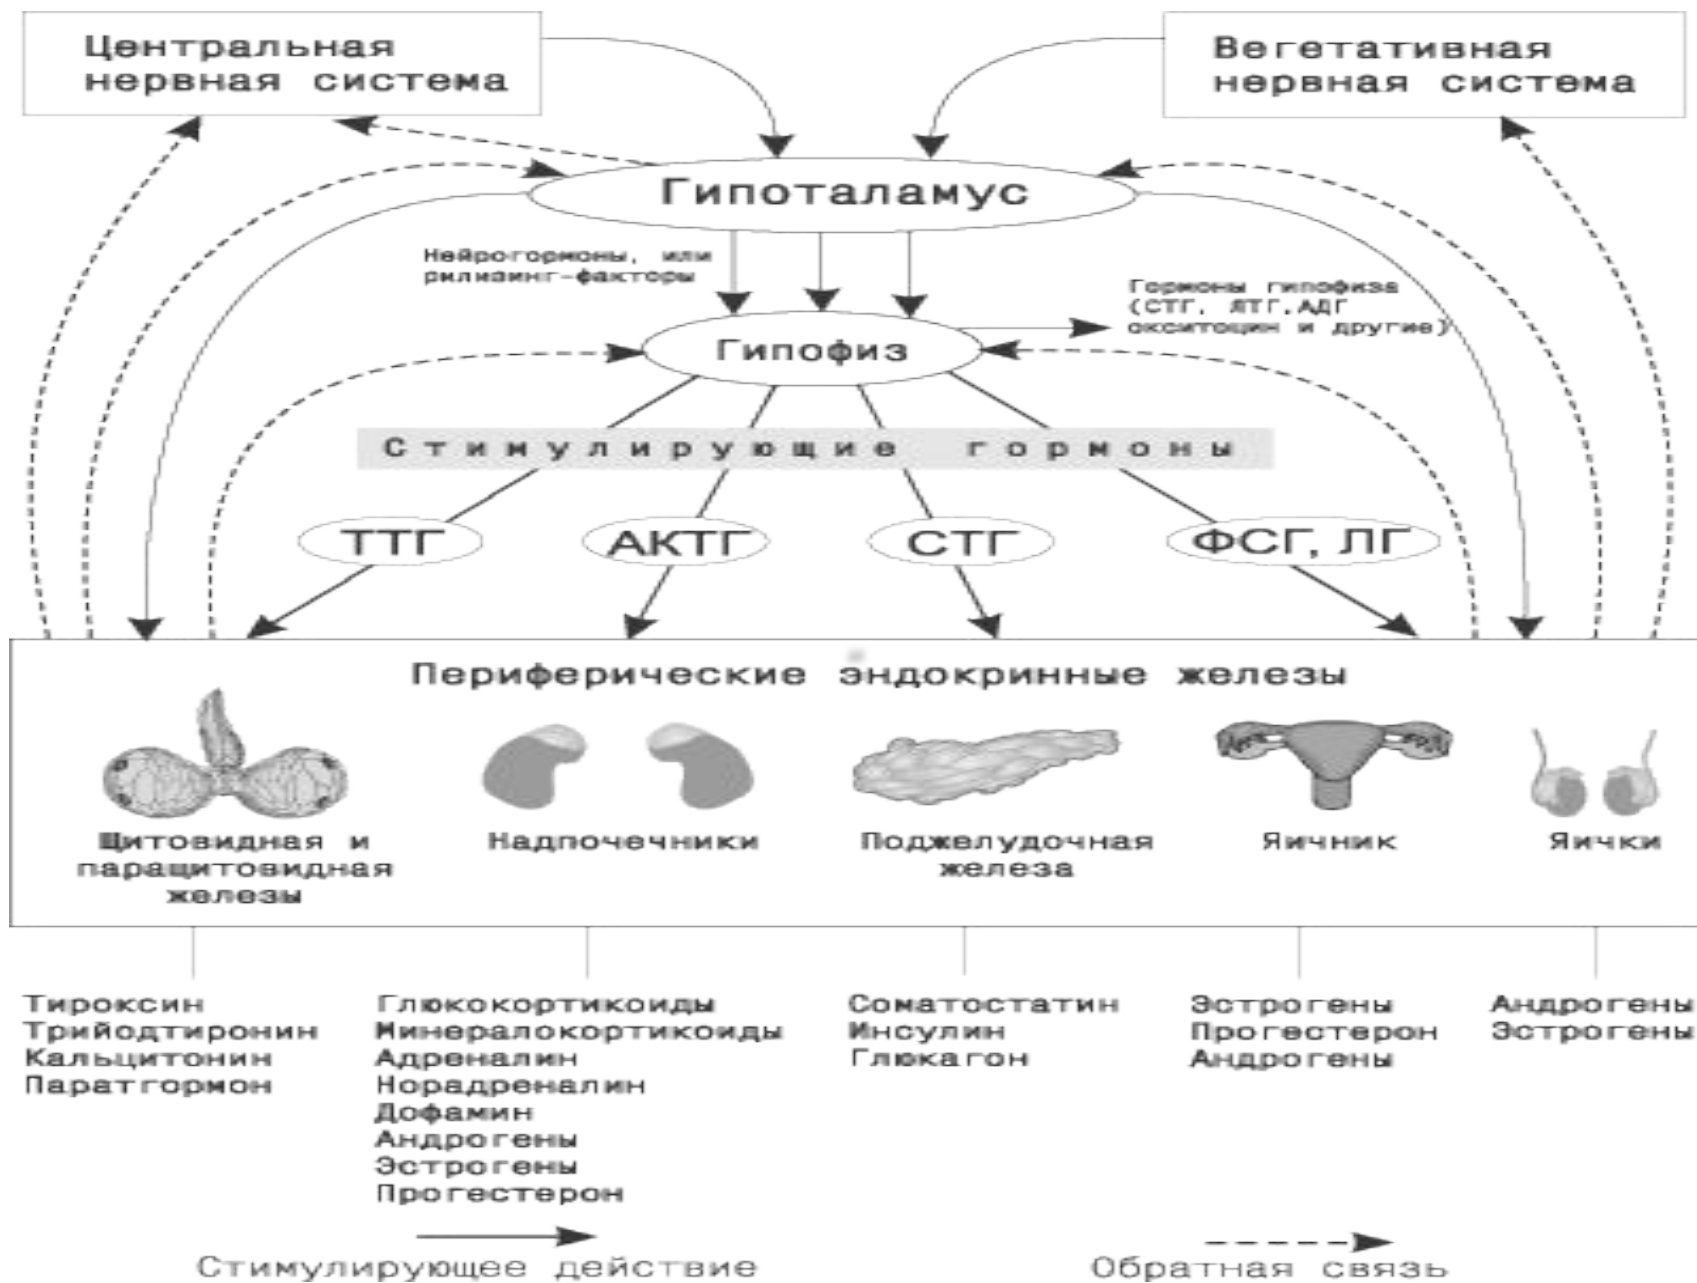 Центральная
нервная система
Вегетативная
нервная система
Гипоталамус
Нейрогормоны, или
рилизинг-факторы
Гормоны гипофиза
(СТГ, ЛТГ,АДГ
окситоцин и другие)
Гипофиз
Стимулирующие гормоны
ТТГ
АКТГ
СТГ
ФСГ, ЛГ
Периферические эндокринные железы
Щитовидная и
паращитовидная
железы
Надпочечники
Поджелудочная
железа
Яичник
Яички
Тироксин
Трийодтиронин
Кальцитонин
Паратгормон
Глюкокортикоиды
Минералокортикоиды
Адреналин
Норадреналин
Дофамин
Андрогены
Эстрогены
Прогестерон
Соматостатин
Инсулин
Глюкагон
Эстрогены
Прогестерон
Андрогены
Андрогены
Эстрогены
Стимулирующее действие
Обратная связь